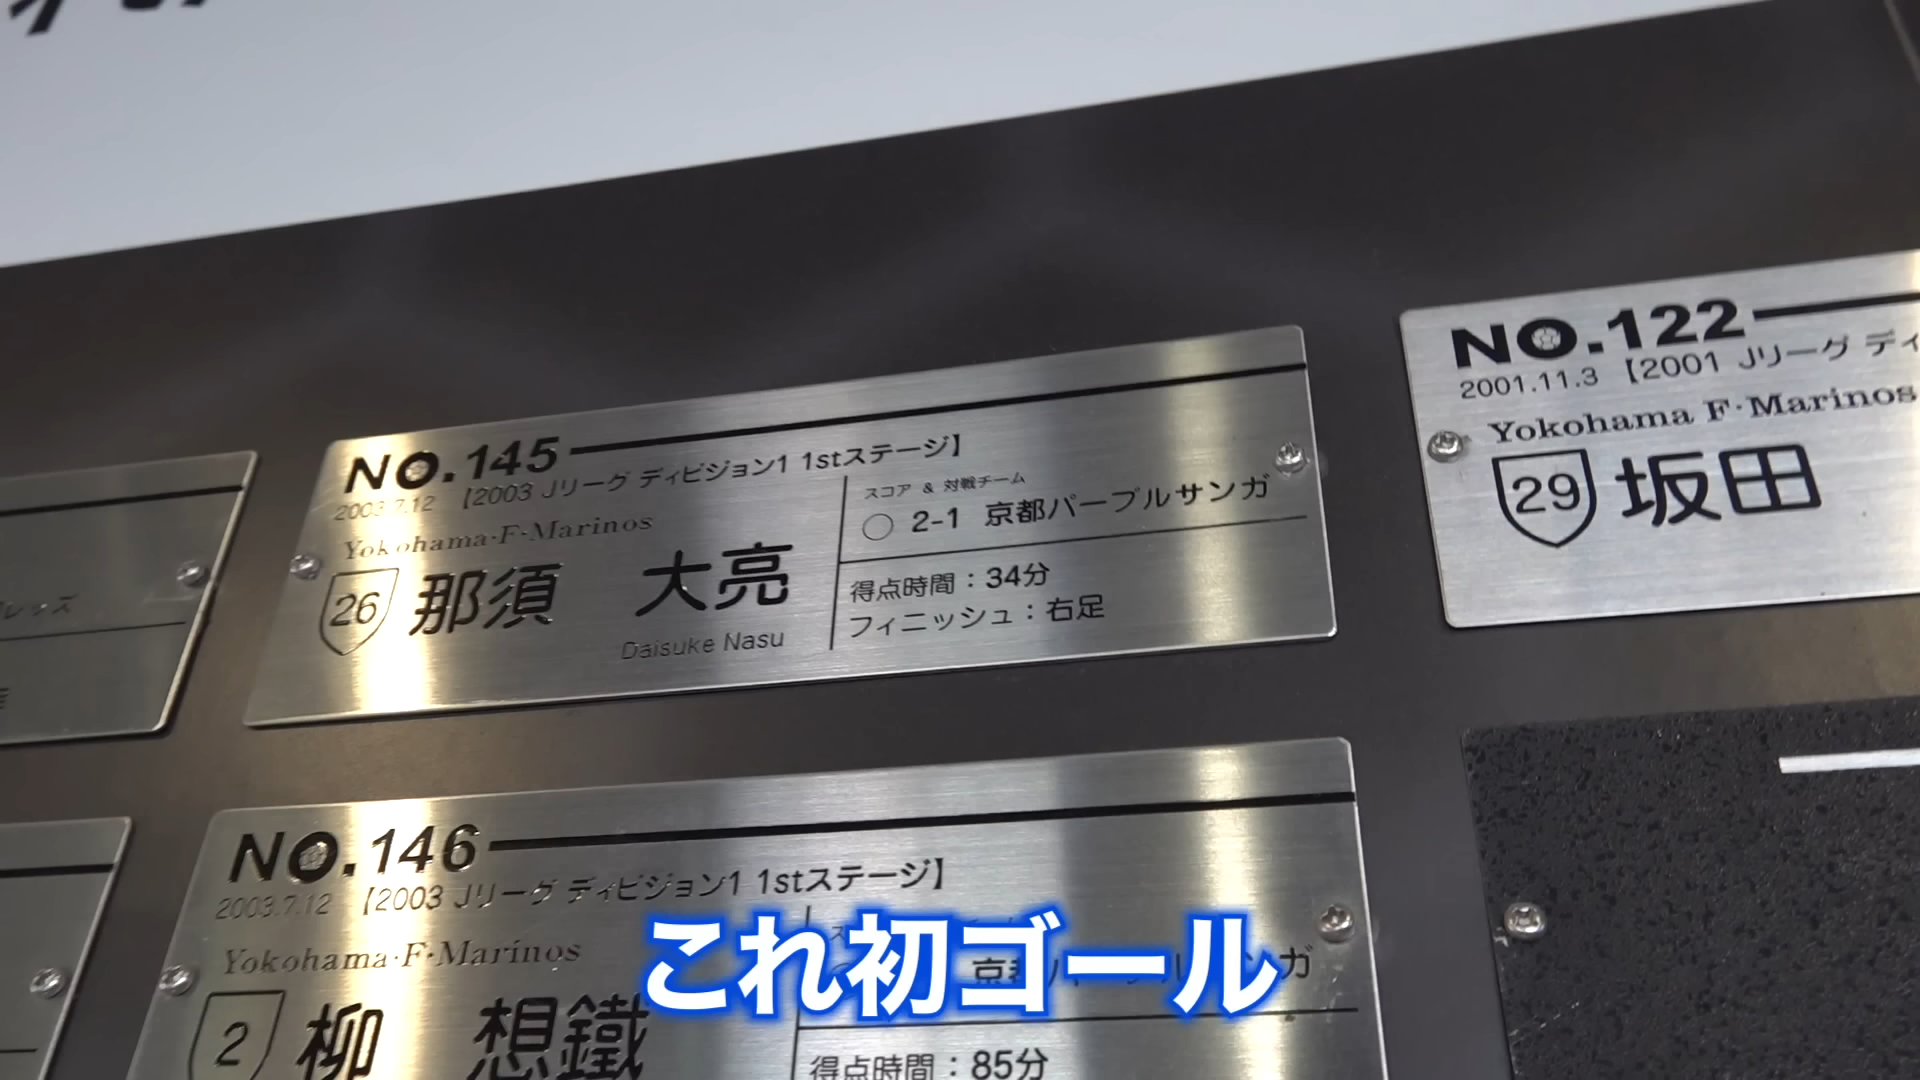 NO.145
2003.7.12 【2003 Jリーグ ディビジョン1 1stステージ】
Yokohama・F・Marinos
26 那須 大亮
Daisuke Nasu
スコア & 対戦チーム
○ 2-1 京都パープルサンガ
得点時間：34分
フィニッシュ：右足
NO.122
2001.11.3 【2001 Jリーグ ディ
Yokohama F・Marinos
29 坂田
レッズ
NO.146
2003.7.12 【2003 Jリーグ ディビジョン1 1stステージ】
Yokohama・F・Marinos
2 柳 想鐵
得点時間：85分
これ初ゴール